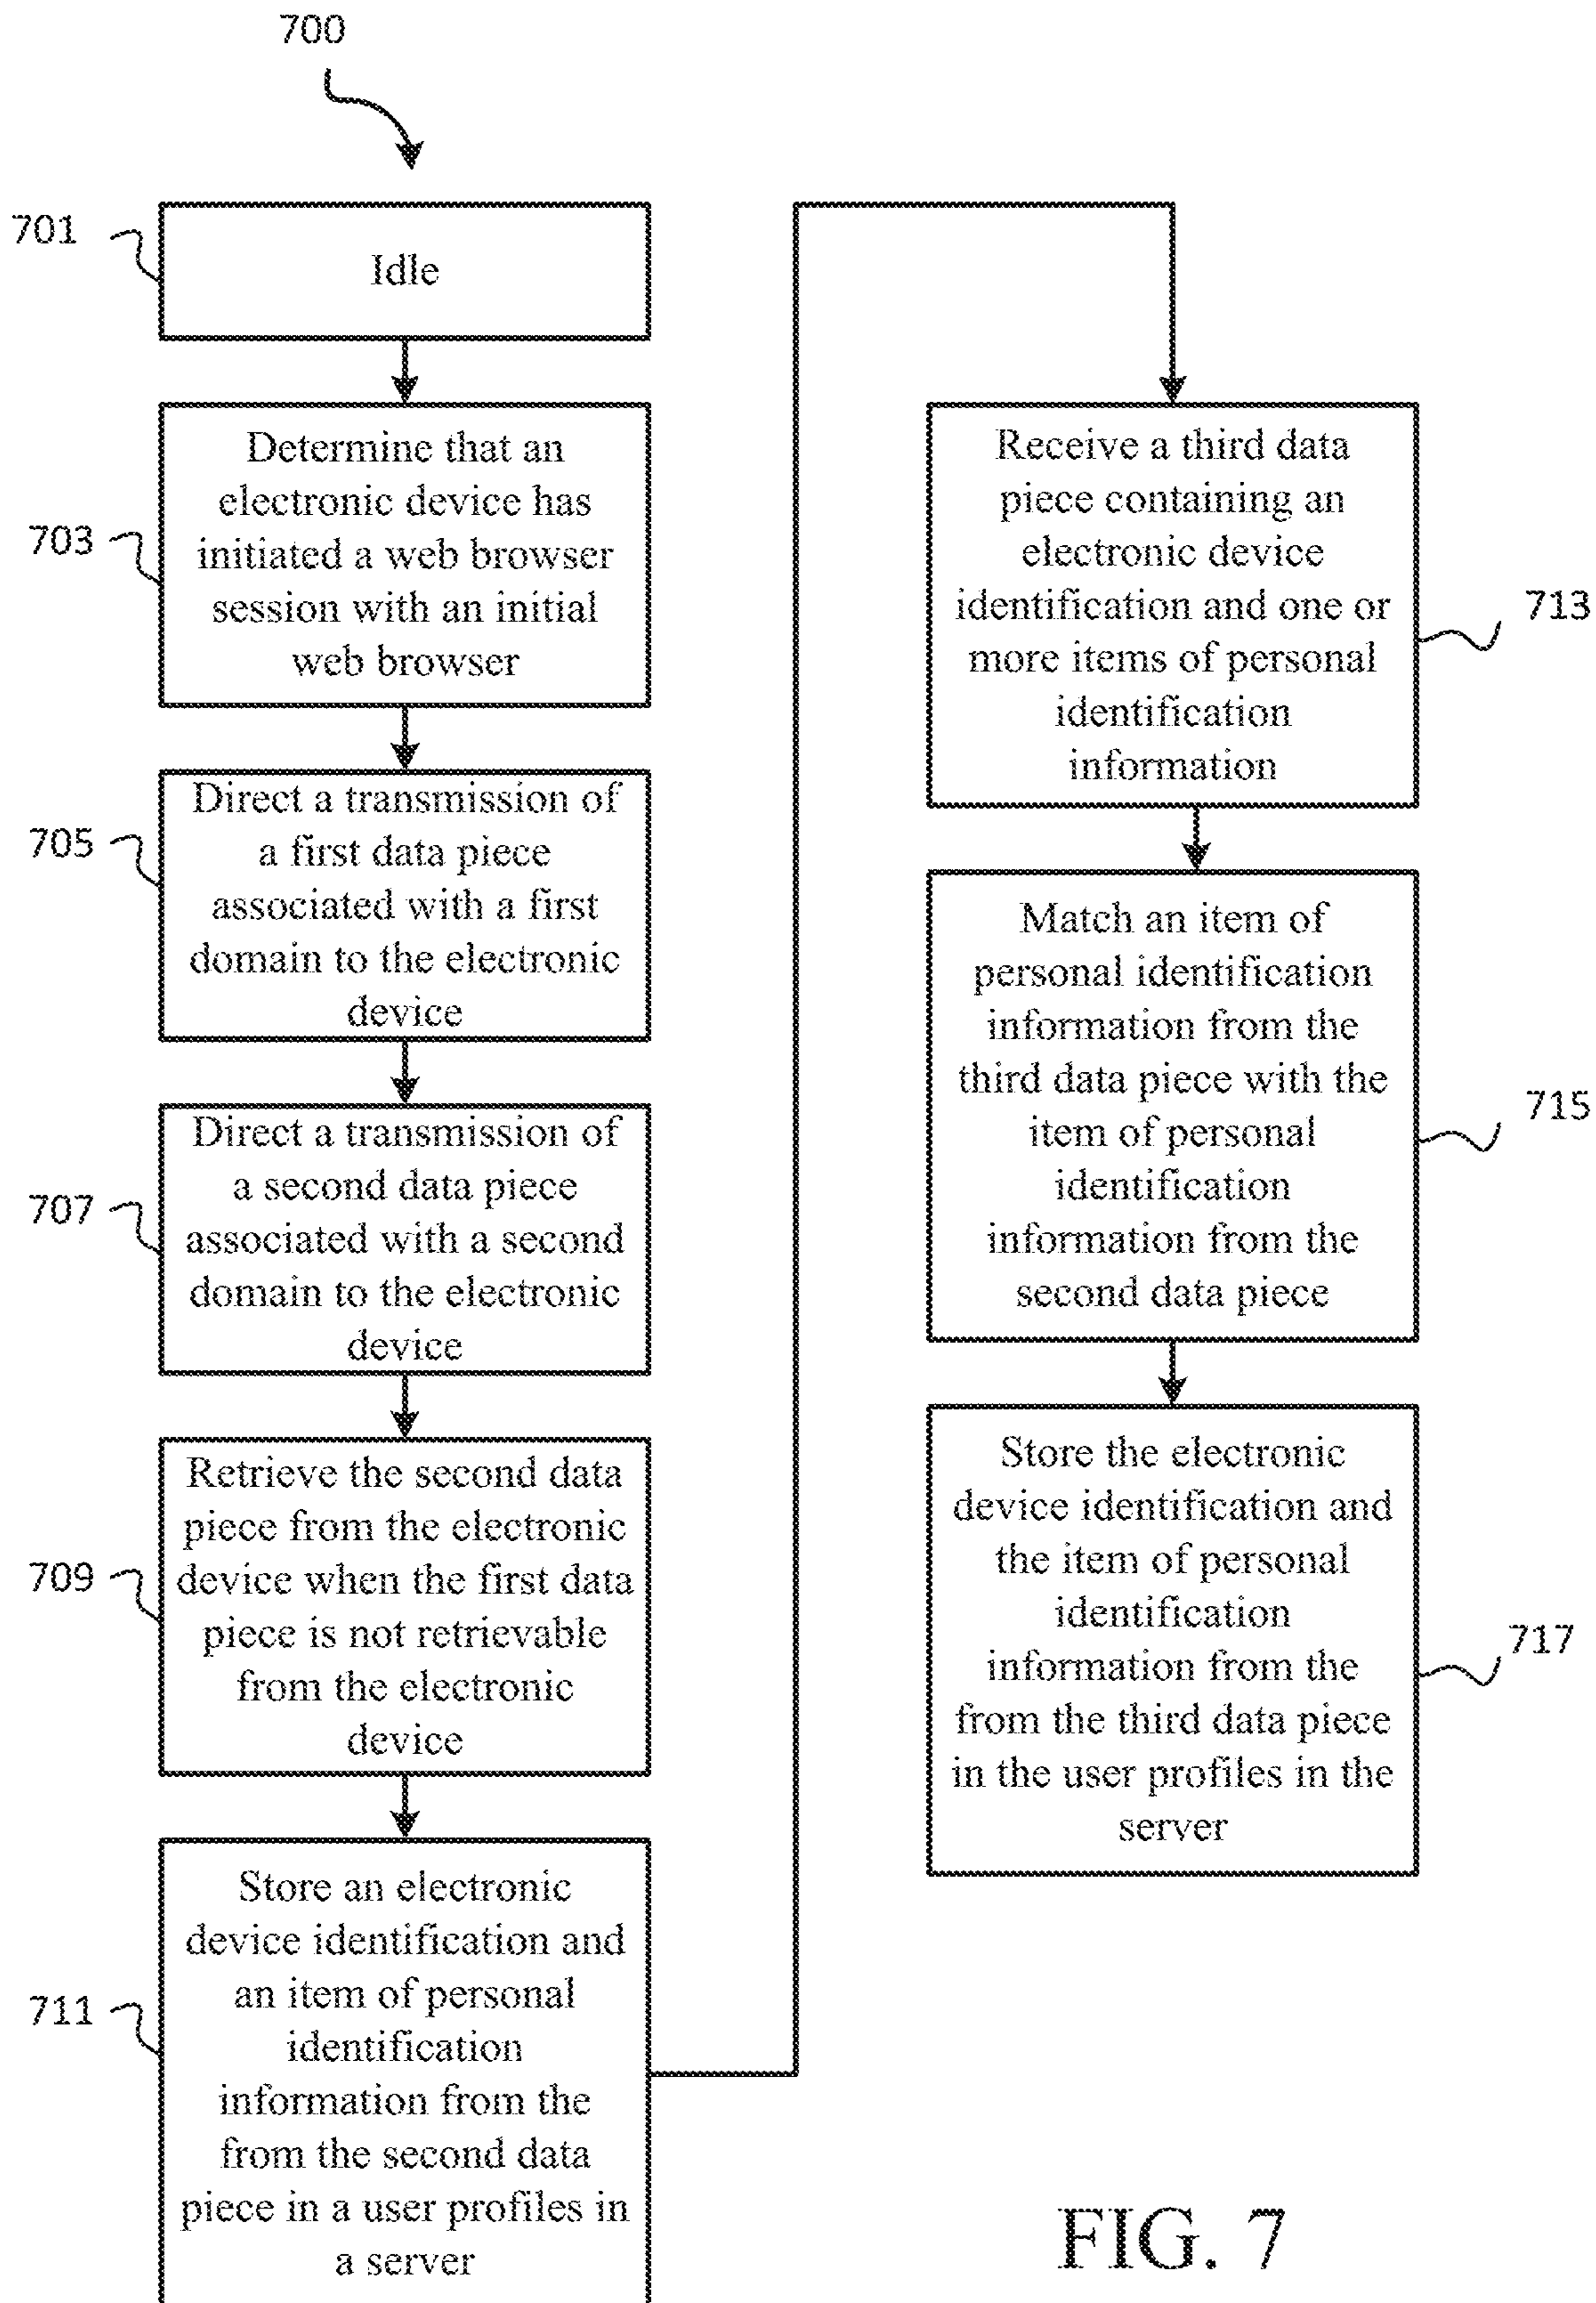 700
701
Idle
703
Determine that an
electronic device has
initiated a web browser
session with an initial
web browser
705
Direct a transmission of
a first data piece
associated with a first
domain to the electronic
device
707
Direct a transmission of
a second data piece
associated with a second
domain to the electronic
device
709
Retrieve the second data
piece from the electronic
device when the first data
piece is not retrievable
from the electronic
device
711
Store an electronic
device identification and
an item of personal
identification
information from the
from the second data
piece in a user profiles in
a server
Receive a third data
piece containing an
electronic device
identification and one or
more items of personal
identification
information
713
Match an item of
personal identification
information from the
third data piece with the
item of personal
identification
information from the
second data piece
715
Store the electronic
device identification and
the item of personal
identification
information from the
from the third data piece
in the user profiles in the
server
717
FIG. 7